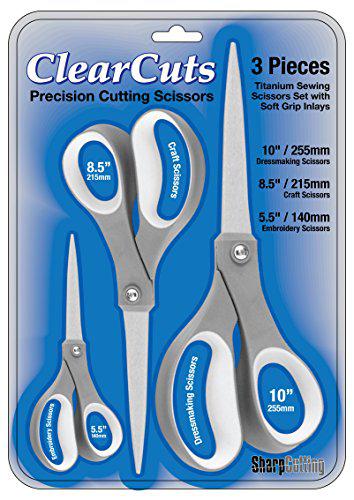 ClearCuts
Precision Cutting Scissors
3 Pieces
Titanium Sewing
Scissors Set with
Soft Grip Inlays
10" / 255mm
Dressmaking Scissors
8.5" / 215mm
Craft Scissors
5.5" / 140mm
Embroidery Scissors
8.5"
215mm
Craft Scissors
Embroidery Scissors
5.5"
140mm
Dressmaking Scissors
10"
255mm
SharpCutting